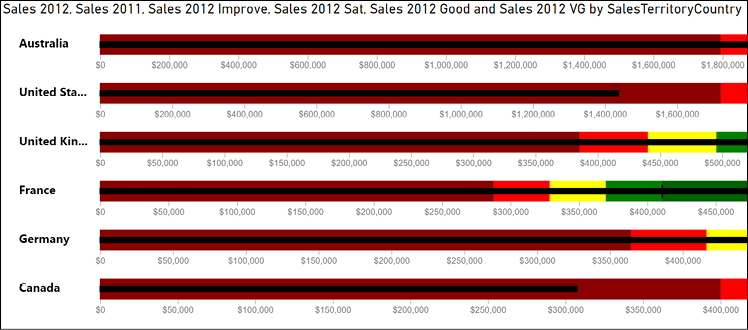 Sales 2012, Sales 2011, Sales 2012 Improve, Sales 2012 Sat, Sales 2012 Good and Sales 2012 VG by SalesTerritoryCountry
Australia
$0 $200,000 $400,000 $600,000 $800,000 $1,000,000 $1,200,000 $1,400,000 $1,600,000 $1,800,000
United Sta...
$0 $200,000 $400,000 $600,000 $800,000 $1,000,000 $1,200,000 $1,400,000 $1,600,000
United Kin...
$0 $50,000 $100,000 $150,000 $200,000 $250,000 $300,000 $350,000 $400,000 $450,000 $500,000
France
$0 $50,000 $100,000 $150,000 $200,000 $250,000 $300,000 $350,000 $400,000 $450,000
Germany
$0 $50,000 $100,000 $150,000 $200,000 $250,000 $300,000 $350,000 $400,000
Canada
$0 $50,000 $100,000 $150,000 $200,000 $250,000 $300,000 $350,000 $400,000